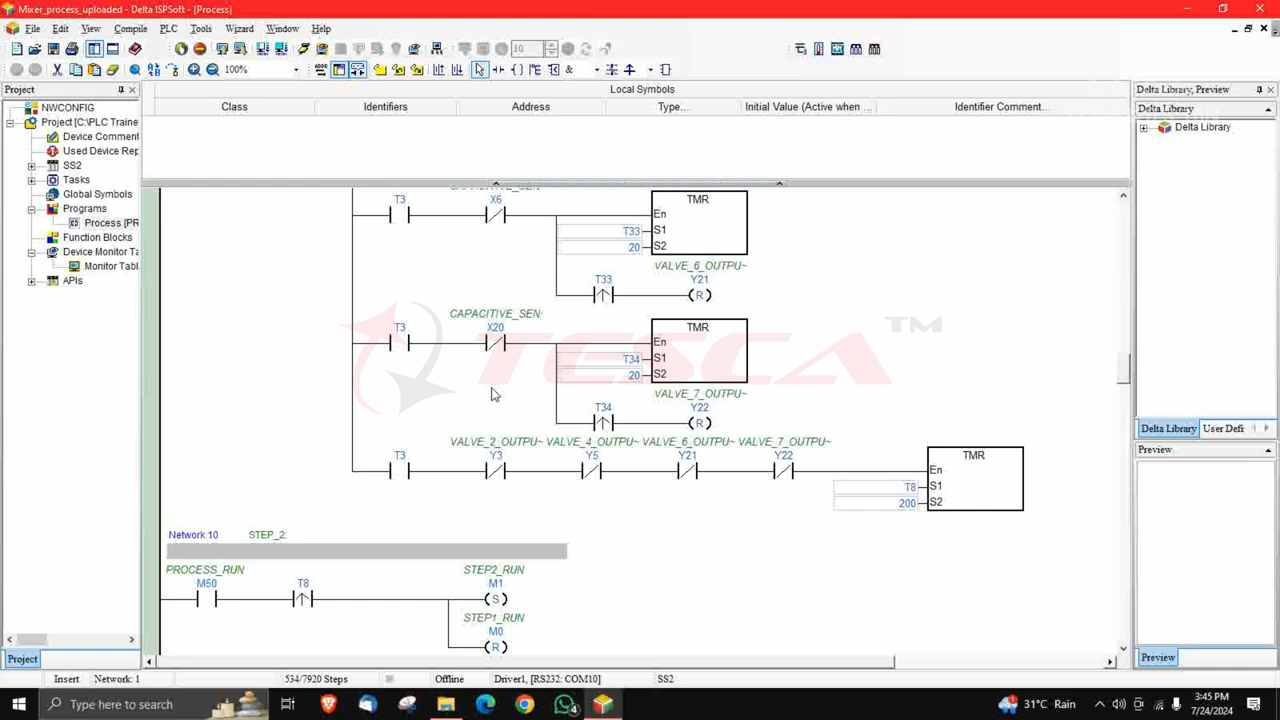 Mixer_process_uploaded - Delta ISPSoft - [Process]
File Edit View Compile PLC Tools Wizard Window Help
10
100%
&
Project
NWCONFIG
Project [C:\PLC Traine
Device Comment
Used Device Rep
SS2
Tasks
Global Symbols
Programs
Process [PR
Function Blocks
Device Monitor Ta
Monitor Tabl
APIs
Project
Local Symbols
Class Identifiers Address Type... Initial Value (Active when ... Identifier Comment...
T3 X6 TMR
En
T33 S1
20 S2
VALVE_6_OUTPU~
T33 Y21
R
CAPACITIVE_SEN
T3 X20 TMR
En
T34 S1
20 S2
VALVE_7_OUTPU~
T34 Y22
R
VALVE_2_OUTPU~ VALVE_4_OUTPU~ VALVE_6_OUTPU~ VALVE_7_OUTPU~
T3 Y3 Y5 Y21 Y22 TMR
En
T8 S1
200 S2
TESCA™
Network 10 STEP_2:
PROCESS_RUN STEP2_RUN
M50 T8 M1
S
STEP1_RUN
M0
R
Delta Library, Preview
Delta Library
Delta Library
Delta Library User Defi
Preview
Preview
Insert Network: 1 534/7920 Steps Offline Driver1, [RS232: COM10] SS2
Type here to search
4
31°C Rain
3:45 PM
7/24/2024